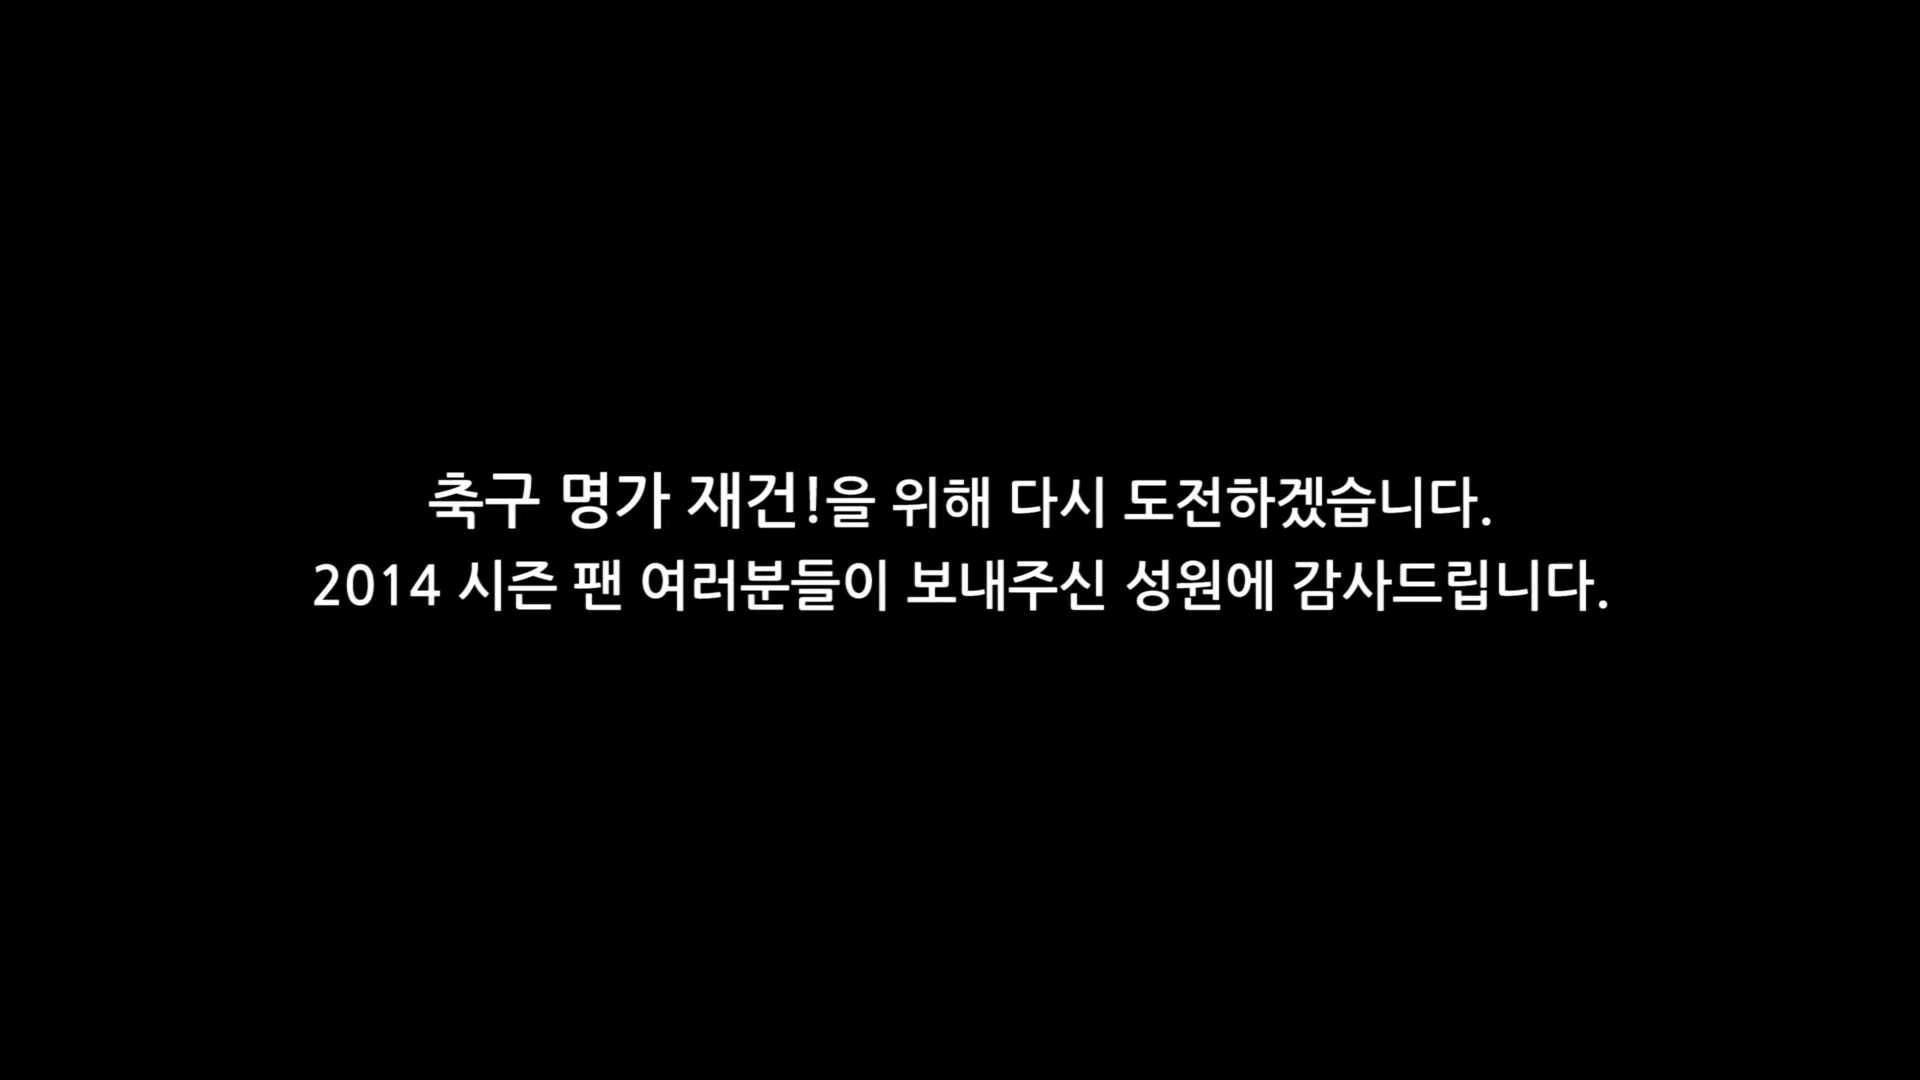 축구 명가 재건!을 위해 다시 도전하겠습니다.
2014 시즌 팬 여러분들이 보내주신 성원에 감사드립니다.